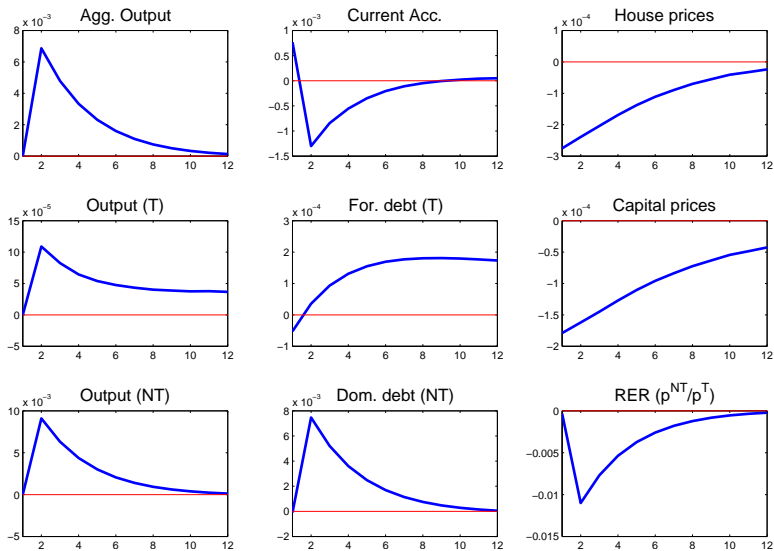 Agg. Output
x 10⁻³
8
6
4
2
0
2 4 6 8 10 12
Current Acc.
x 10⁻³
1
0.5
0
−0.5
−1
−1.5
2 4 6 8 10 12
House prices
x 10⁻⁴
1
0
−1
−2
−3
2 4 6 8 10 12
Output (T)
x 10⁻⁵
15
10
5
0
−5
2 4 6 8 10 12
For. debt (T)
x 10⁻⁴
3
2
1
0
−1
2 4 6 8 10 12
Capital prices
x 10⁻⁴
0
−0.5
−1
−1.5
−2
2 4 6 8 10 12
Output (NT)
x 10⁻³
10
5
0
−5
2 4 6 8 10 12
Dom. debt (NT)
x 10⁻³
8
6
4
2
0
−2
2 4 6 8 10 12
RER (pᴺᵀ/pᵀ)
0
−0.005
−0.01
−0.015
2 4 6 8 10 12